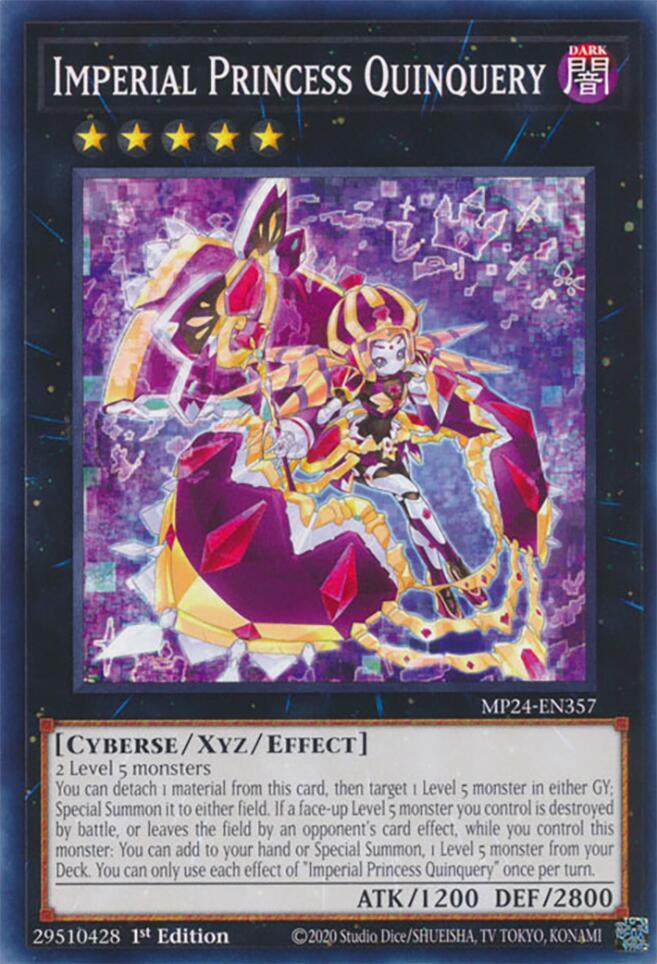 IMPERIAL PRINCESS QUINQUERY
DARK
闇
MP24-EN357
[CYBERSE/XYZ/EFFECT]
2 Level 5 monsters
You can detach 1 material from this card, then target 1 Level 5 monster in either GY;
Special Summon it to either field. If a face-up Level 5 monster you control is destroyed
by battle, or leaves the field by an opponent's card effect, while you control this
monster: You can add to your hand or Special Summon, 1 Level 5 monster from your
Deck. You can only use each effect of "Imperial Princess Quinquery" once per turn.
ATK/1200 DEF/2800
29510428 1st Edition ©2020 Studio Dice/SHUEISHA, TV TOKYO, KONAMI